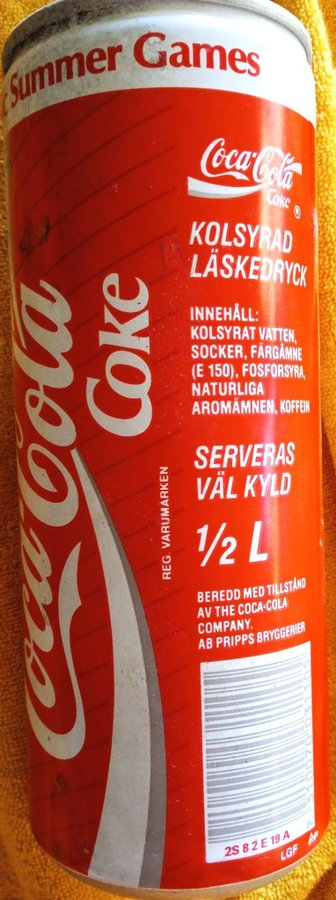 Summer Games
Coca-Cola
Coke
Coca-Cola
Coke
®
KOLSYRAD
LÄSKEDRYCK
INNEHÅLL:
KOLSYRAT VATTEN,
SOCKER, FÄRGÄMNE
(E 150), FOSFORSYRA,
NATURLIGA
AROMÄMNEN, KOFFEIN
SERVERAS
VÄL KYLD
1/2 L
REG. VARUMÄRKEN
BEREDD MED TILLSTÅND
AV THE COCA-COLA
COMPANY.
AB PRIPPS BRYGGERIER
2S 8 2 E 19 A
LGF